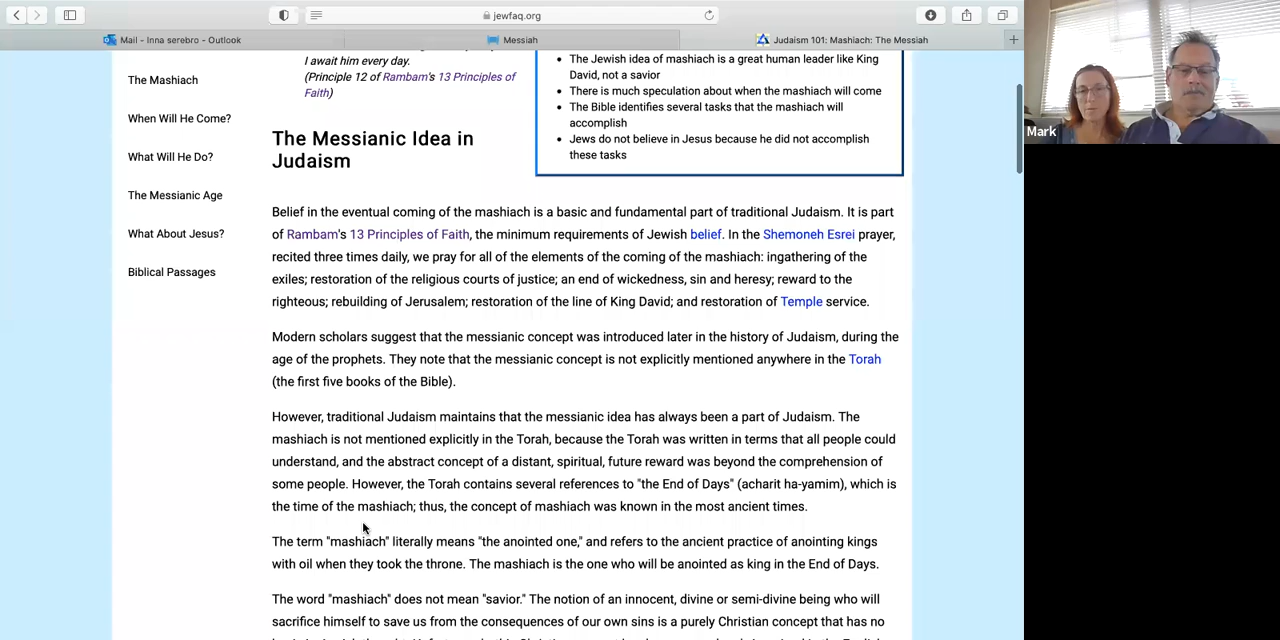 jewfaq.org
Mail - Inna serebro - Outlook
Messiah
Judaism 101: Mashiach: The Messiah
The Mashiach
When Will He Come?
What Will He Do?
The Messianic Age
What About Jesus?
Biblical Passages
I await him every day.
(Principle 12 of Rambam's 13 Principles of
Faith)
• The Jewish idea of mashiach is a great human leader like King
David, not a savior
• There is much speculation about when the mashiach will come
• The Bible identifies several tasks that the mashiach will
accomplish
• Jews do not believe in Jesus because he did not accomplish
these tasks
The Messianic Idea in
Judaism
Belief in the eventual coming of the mashiach is a basic and fundamental part of traditional Judaism. It is part
of Rambam's 13 Principles of Faith, the minimum requirements of Jewish belief. In the Shemoneh Esrei prayer,
recited three times daily, we pray for all of the elements of the coming of the mashiach: ingathering of the
exiles; restoration of the religious courts of justice; an end of wickedness, sin and heresy; reward to the
righteous; rebuilding of Jerusalem; restoration of the line of King David; and restoration of Temple service.
Modern scholars suggest that the messianic concept was introduced later in the history of Judaism, during the
age of the prophets. They note that the messianic concept is not explicitly mentioned anywhere in the Torah
(the first five books of the Bible).
However, traditional Judaism maintains that the messianic idea has always been a part of Judaism. The
mashiach is not mentioned explicitly in the Torah, because the Torah was written in terms that all people could
understand, and the abstract concept of a distant, spiritual, future reward was beyond the comprehension of
some people. However, the Torah contains several references to "the End of Days" (acharit ha-yamim), which is
the time of the mashiach; thus, the concept of mashiach was known in the most ancient times.
The term "mashiach" literally means "the anointed one," and refers to the ancient practice of anointing kings
with oil when they took the throne. The mashiach is the one who will be anointed as king in the End of Days.
The word "mashiach" does not mean "savior." The notion of an innocent, divine or semi-divine being who will
sacrifice himself to save us from the consequences of our own sins is a purely Christian concept that has no
Mark